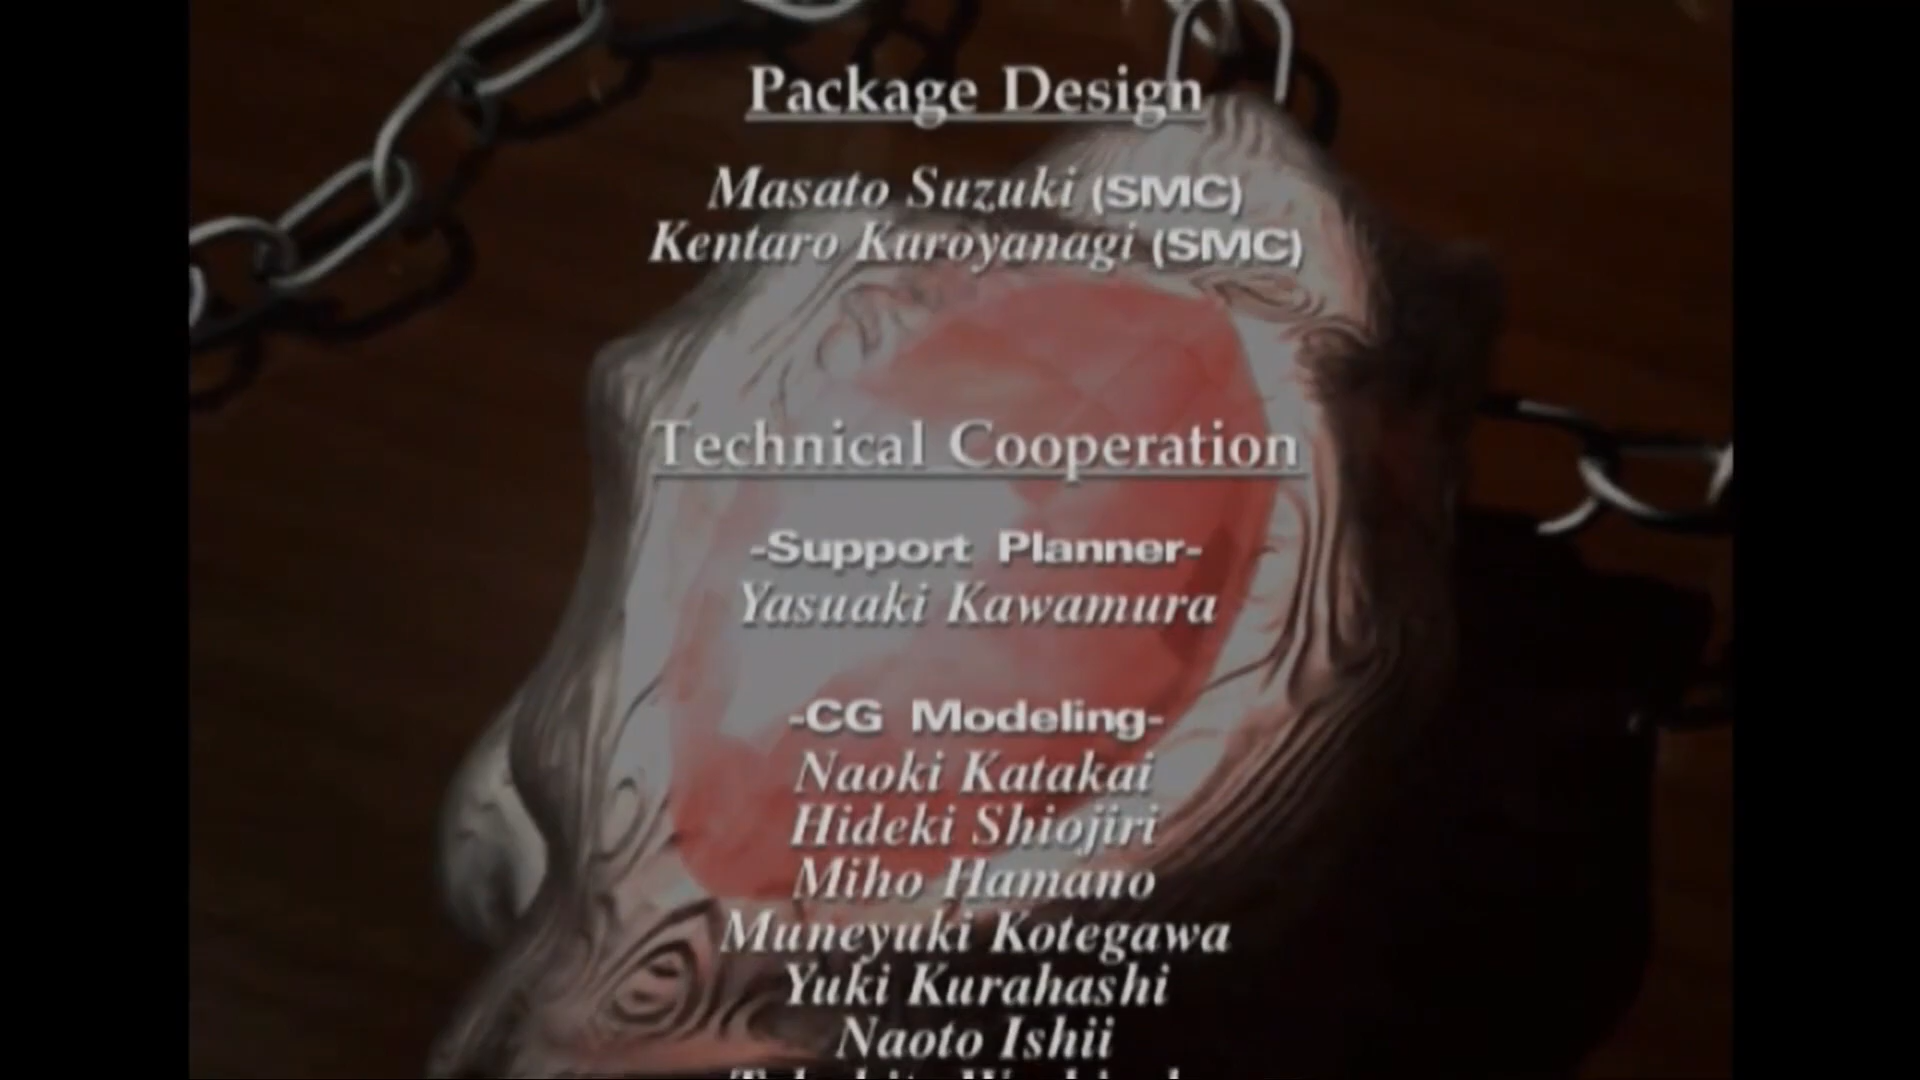 Package Design
Masato Suzuki (SMC)
Kentaro Kuroyanagi (SMC)
Technical Cooperation
-Support Planner-
Yasuaki Kawamura
-CG Modeling-
Naoki Katakai
Hideki Shiojiri
Miho Hamano
Muneyuki Kotegawa
Yuki Kurahashi
Naoto Ishii